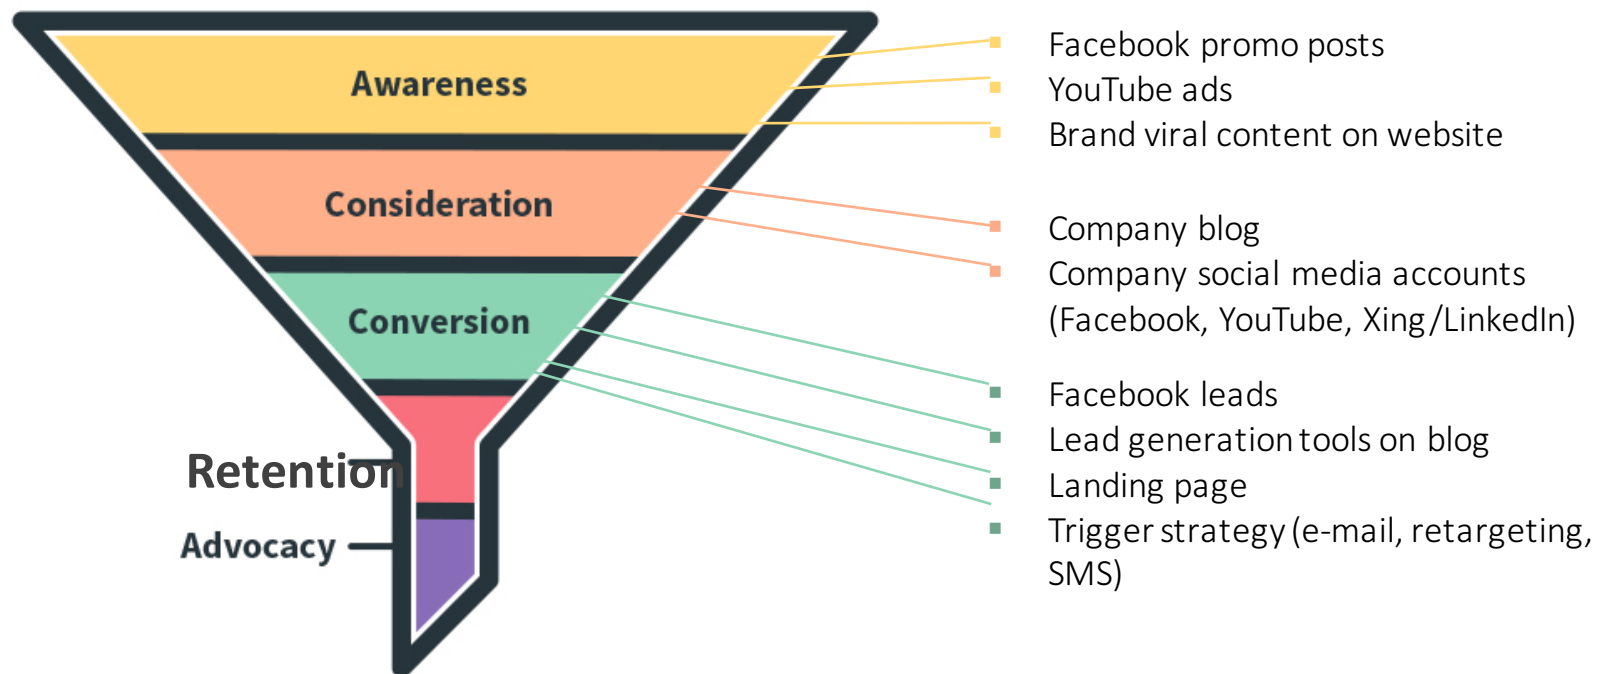 Awareness
Consideration
Conversion
Retention
Advocacy
Facebook promo posts
YouTube ads
Brand viral content on website
Company blog
Company social media accounts
(Facebook, YouTube, Xing/LinkedIn)
Facebook leads
Lead generation tools on blog
Landing page
Trigger strategy (e-mail, retargeting,
SMS)